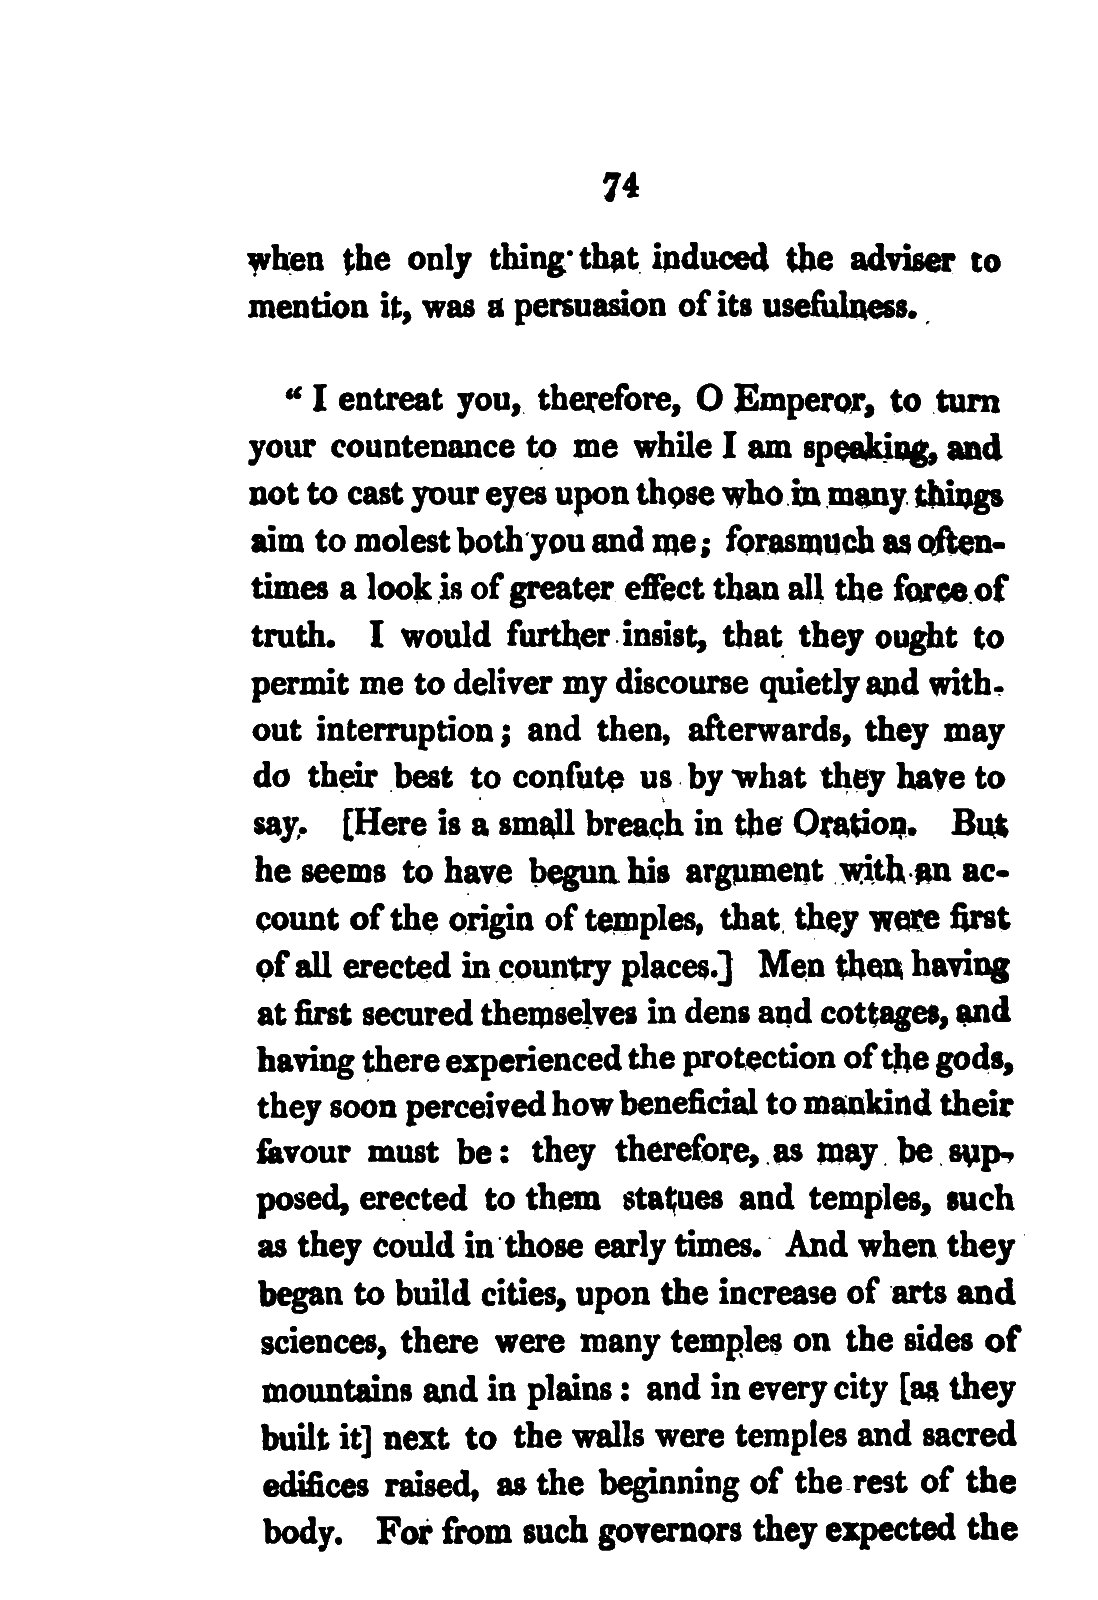 74
when the only thing that induced the adviser to
mention it, was a persuasion of its usefulness.
“ I entreat you, therefore, O Emperor, to turn
your countenance to me while I am speaking, and
not to cast your eyes upon those who in many things
aim to molest both you and me; forasmuch as often-
times a look is of greater effect than all the force of
truth. I would further insist, that they ought to
permit me to deliver my discourse quietly and with-
out interruption; and then, afterwards, they may
do their best to confute us by what they have to
say. [Here is a small breach in the Oration. But
he seems to have begun his argument with an ac-
count of the origin of temples, that they were first
of all erected in country places.] Men then having
at first secured themselves in dens and cottages, and
having there experienced the protection of the gods,
they soon perceived how beneficial to mankind their
favour must be: they therefore, as may be sup-
posed, erected to them statues and temples, such
as they could in those early times. And when they
began to build cities, upon the increase of arts and
sciences, there were many temples on the sides of
mountains and in plains: and in every city [as they
built it] next to the walls were temples and sacred
edifices raised, as the beginning of the rest of the
body. For from such governors they expected the